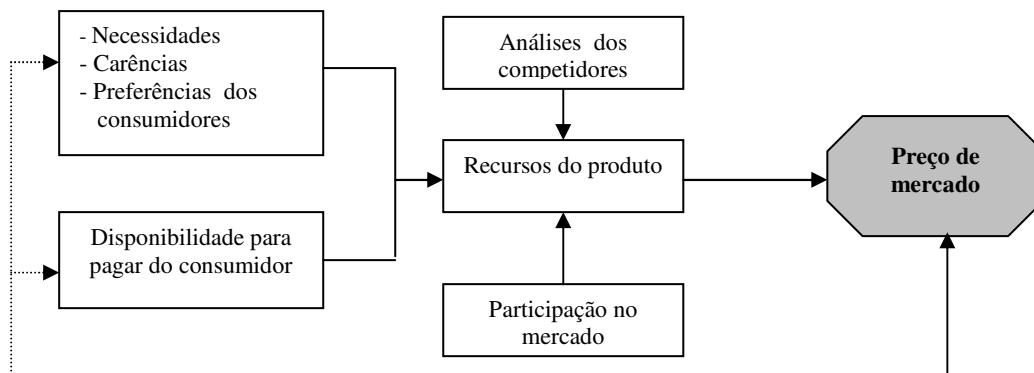 - Necessidades
- Carências
- Preferências dos
consumidores
Disponibilidade para
pagar do consumidor
Análises dos
competidores
Recursos do produto
Participação no
mercado
Preço de
mercado